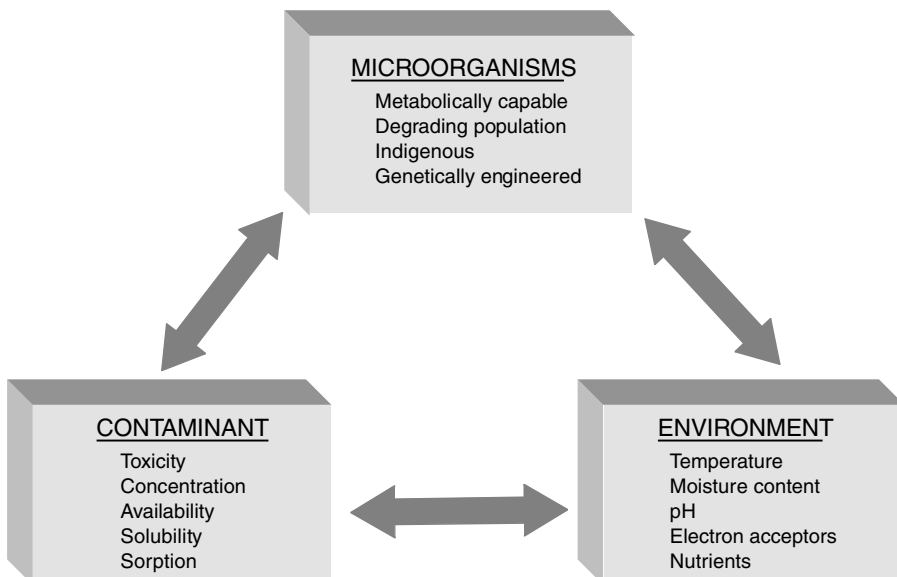 MICROORGANISMS
Metabolically capable
Degrading population
Indigenous
Genetically engineered
CONTAMINANT
Toxicity
Concentration
Availability
Solubility
Sorption
ENVIRONMENT
Temperature
Moisture content
pH
Electron acceptors
Nutrients